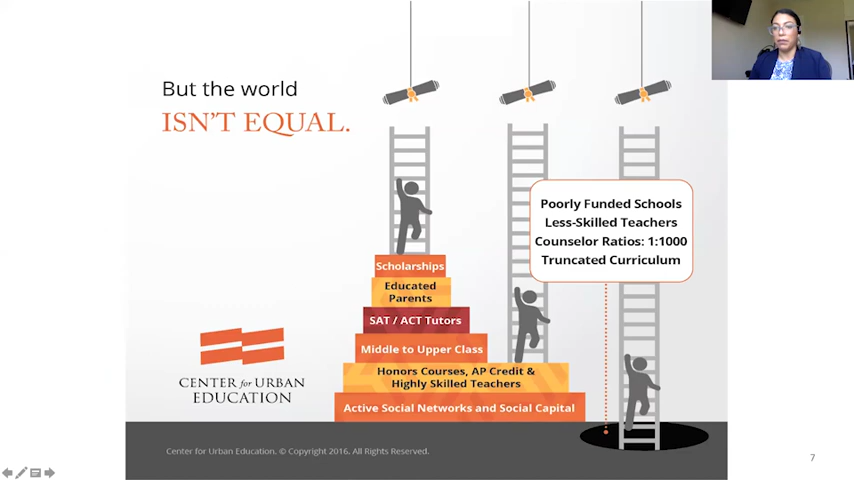 But the world
ISN'T EQUAL.
Poorly Funded Schools
Less-Skilled Teachers
Counselor Ratios: 1:1000
Truncated Curriculum
Scholarships
Educated
Parents
SAT / ACT Tutors
Middle to Upper Class
Honors Courses, AP Credit &
Highly Skilled Teachers
Active Social Networks and Social Capital
CENTER for URBAN
EDUCATION
Center for Urban Education. © Copyright 2016. All Rights Reserved.
7